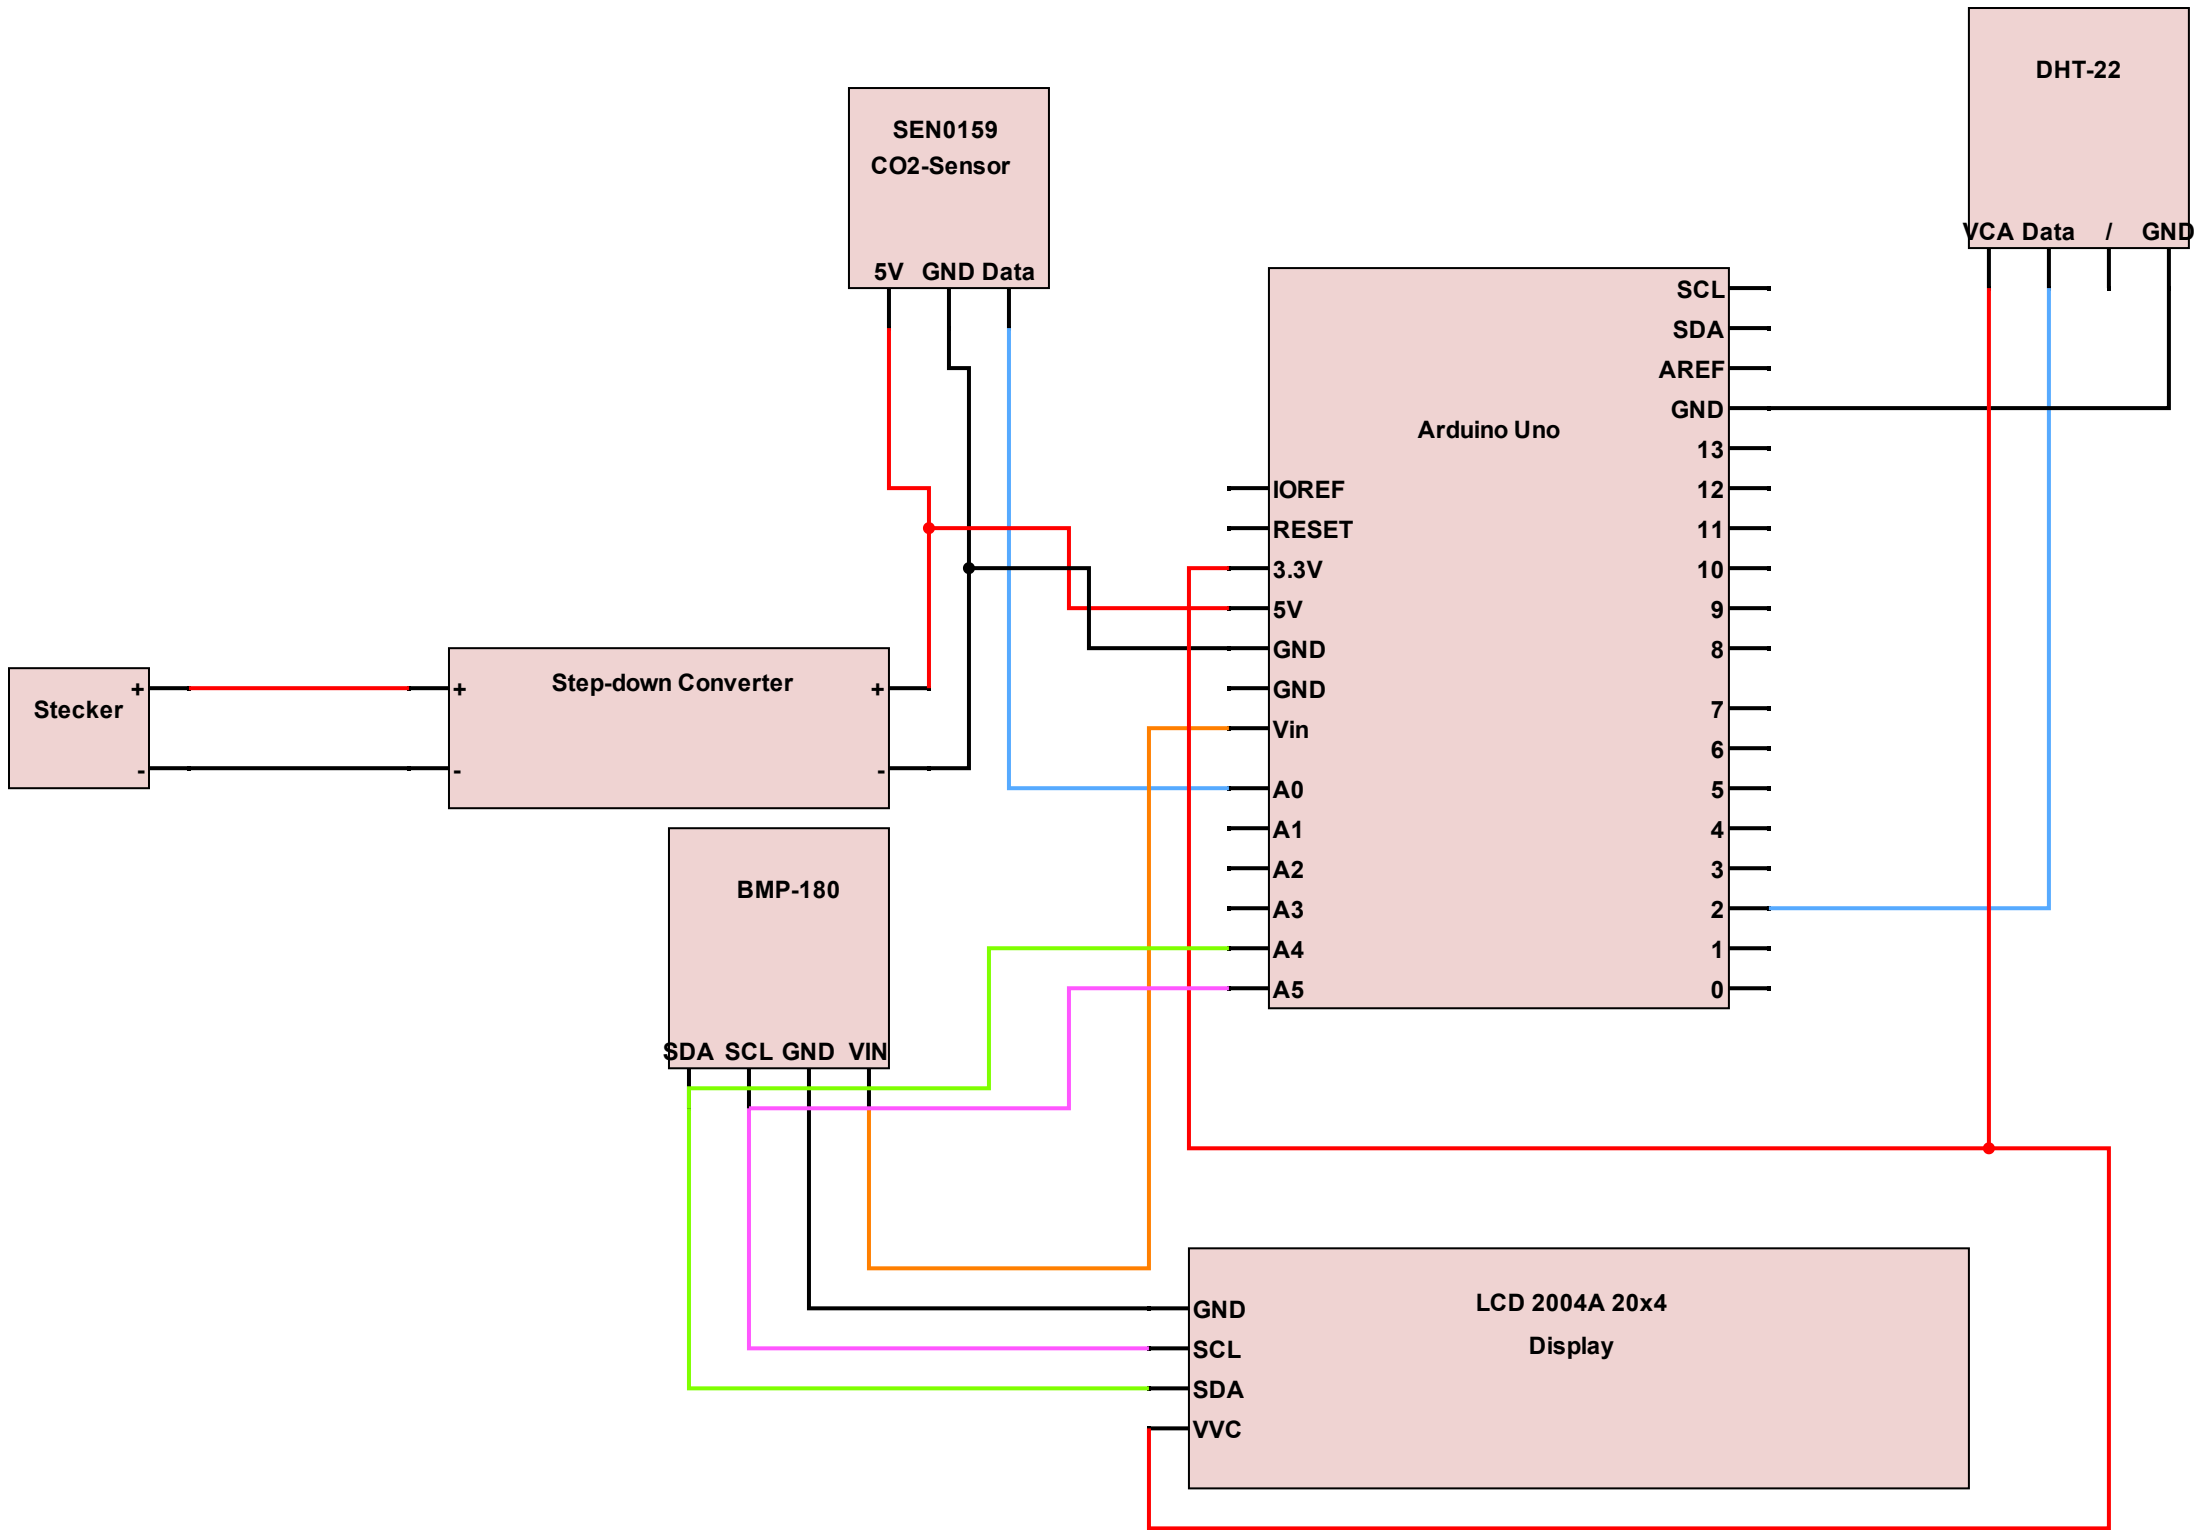 DHT-22
VCA Data / GND
SEN0159
CO2-Sensor
5V GND Data
Arduino Uno
SCL
SDA
AREF
GND
13
12
11
10
9
8
7
6
5
4
3
2
1
0
IOREF
RESET
3.3V
5V
GND
GND
Vin
A0
A1
A2
A3
A4
A5
Stecker
+
-
Step-down Converter
+
-
+
-
BMP-180
SDA SCL GND VIN
LCD 2004A 20x4
Display
GND
SCL
SDA
VVC